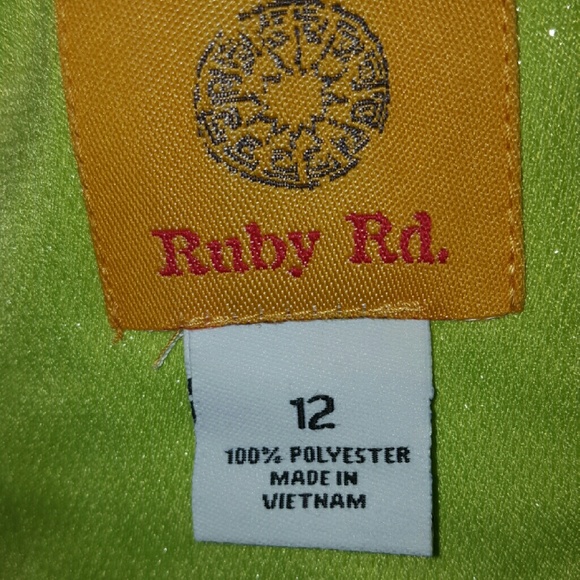 Ruby Rd.
12
100% POLYESTER
MADE IN
VIETNAM